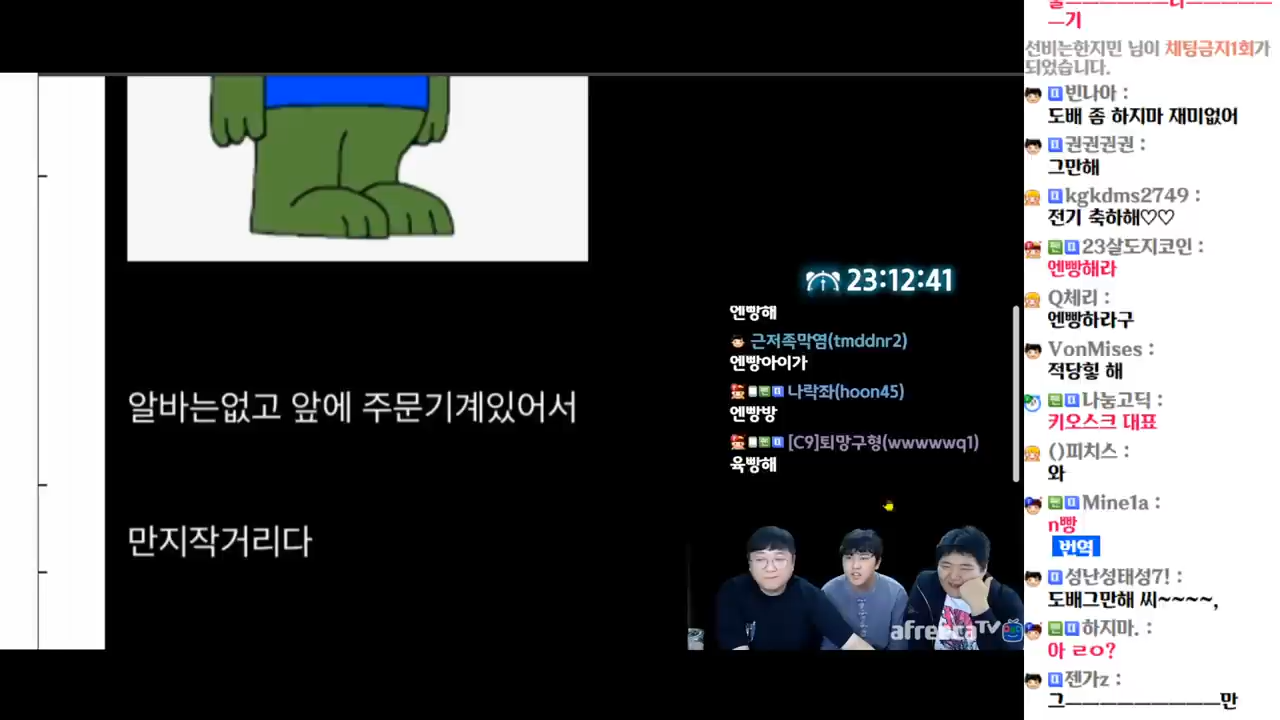 알바는없고 앞에 주문기계있어서
만지작거리다
23:12:41
엔빵해
근저족막염(tmddnr2)
엔빵아이가
나락좌(hoon45)
엔빵방
[C9]퇴망구형(wwwwwq1)
육빵해
afreecaTV
ㅡ기
선비는한지민 님이 채팅금지1회가
되었습니다.
빈나아 :
도배 좀 하지마 재미없어
권권권권 :
그만해
kgkdms2749 :
전기 축하해♡♡
23살도지코인 :
엔빵해라
Q체리 :
엔빵하라구
VonMises :
적당힣 해
나눔고딕 :
키오스크 대표
()피치스 :
와
Mine1a :
n빵
번역
성난성태성7! :
도배그만해 씨~~~~,
하지마. :
아 ㄹㅇ?
젠가z :
그ㅡㅡㅡㅡㅡㅡㅡㅡㅡ만